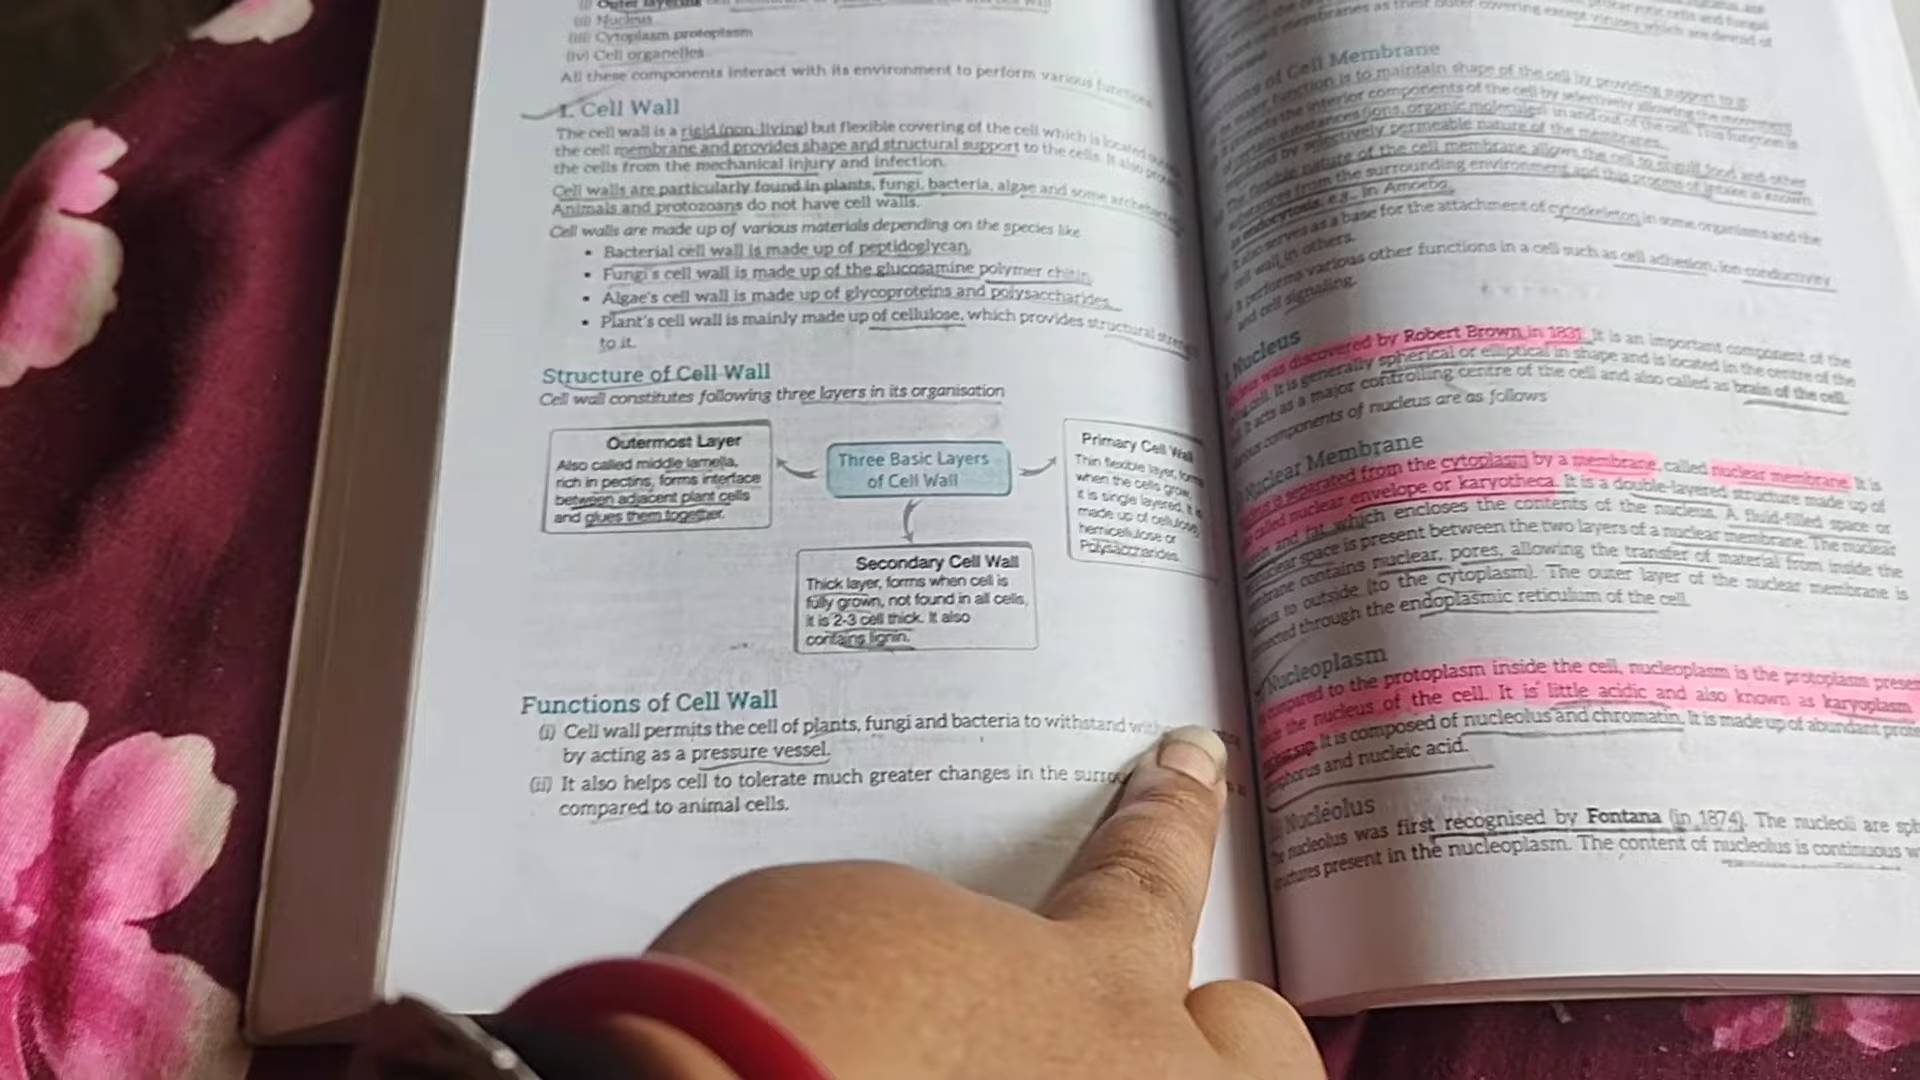 (i) Outer layering
(ii) Nucleus
(iii) Cytoplasm protoplasm
(iv) Cell organelles
All these components interact with its environment to perform various functions
1. Cell Wall
The cell wall is a rigid (non-living) but flexible covering of the cell which is located
the cell membrane and provides shape and structural support to the cells. It also
the cells from the mechanical injury and infection.
Cell walls are particularly found in plants, fungi, bacteria, algae and some
Animals and protozoans do not have cell walls.
Cell walls are made up of various materials depending on the species like
• Bacterial cell wall is made up of peptidoglycan.
• Fungi's cell wall is made up of the glucosamine polymer chitin.
• Algae's cell wall is made up of glycoproteins and polysaccharides.
• Plant's cell wall is mainly made up of cellulose, which provides structural
to it.
Structure of Cell Wall
Cell wall constitutes following three layers in its organisation
Outermost Layer
Also called middle lamella,
rich in pectins, forms interface
between adjacent plant cells
and glues them together.
Three Basic Layers
of Cell Wall
Primary Cell Wall
Thin flexible layer, forms
when the cells grow,
it is single layered. It is
made up of cellulose,
hemicellulose or
Polysaccharides.
Secondary Cell Wall
Thick layer, forms when cell is
fully grown, not found in all cells,
it is 2-3 cell thick. It also
contains lignin.
Functions of Cell Wall
(i) Cell wall permits the cell of plants, fungi and bacteria to withstand
by acting as a pressure vessel.
(ii) It also helps cell to tolerate much greater changes in the
compared to animal cells.
of Cell Membrane
function is to maintain shape of the cell by providing support to it.
the interior components of the cell by selectively allowing the movement
substances (ions, organic molecules) in and out of the cell. This function is
by selectively permeable nature of the membranes.
flexible nature of the cell membrane allows the cell to engulf food and other
from the surrounding environment and this process of intake is known
endocytosis, e.g., in Amoeba.
It also serves as a base for the attachment of cytoskeleton in some organisms and the
cell wall in others.
It performs various other functions in a cell such as cell adhesion, ion conductivity
and cell signaling.
Nucleus
was discovered by Robert Brown in 1831. It is an important component of the
cell. It is generally spherical or elliptical in shape and is located in the centre of the
It acts as a major controlling centre of the cell and also called as brain of the cell.
components of nucleus are as follows
Nuclear Membrane
is separated from the cytoplasm by a membrane, called nuclear membrane. It is
called nuclear envelope or karyotheca. It is a double-layered structure made up of
and fat, which encloses the contents of the nucleus. A fluid-filled space or
nuclear space is present between the two layers of a nuclear membrane. The nuclear
contains nuclear, pores, allowing the transfer of material from inside the
to outside (to the cytoplasm). The outer layer of the nuclear membrane is
through the endoplasmic reticulum of the cell.
Nucleoplasm
to the protoplasm inside the cell, nucleoplasm is the protoplasm
the nucleus of the cell. It is little acidic and also known as karyoplasm
sap. It is composed of nucleolus and chromatin. It is made up of abundant
and nucleic acid.
Nucleolus
nucleolus was first recognised by Fontana (in 1874). The nucleoli are
present in the nucleoplasm. The content of nucleolus is continuous